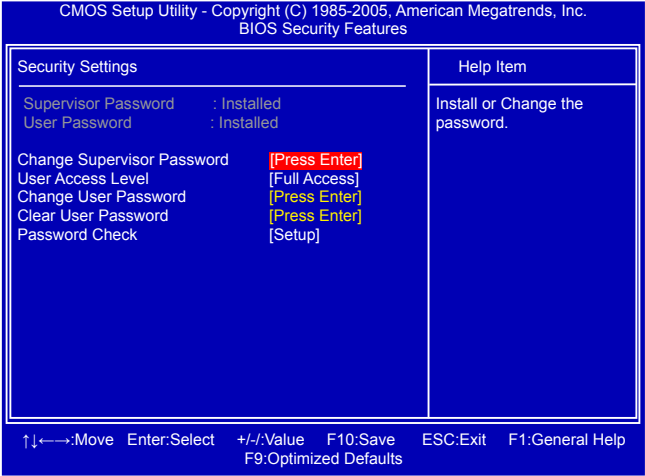 CMOS Setup Utility - Copyright (C) 1985-2005, American Megatrends, Inc.
BIOS Security Features
Security Settings
Help Item
Supervisor Password : Installed
User Password : Installed
Install or Change the
password.
Change Supervisor Password [Press Enter]
User Access Level [Full Access]
Change User Password [Press Enter]
Clear User Password [Press Enter]
Password Check [Setup]
↑↓←→:Move Enter:Select +/-/:Value F10:Save ESC:Exit F1:General Help
F9:Optimized Defaults